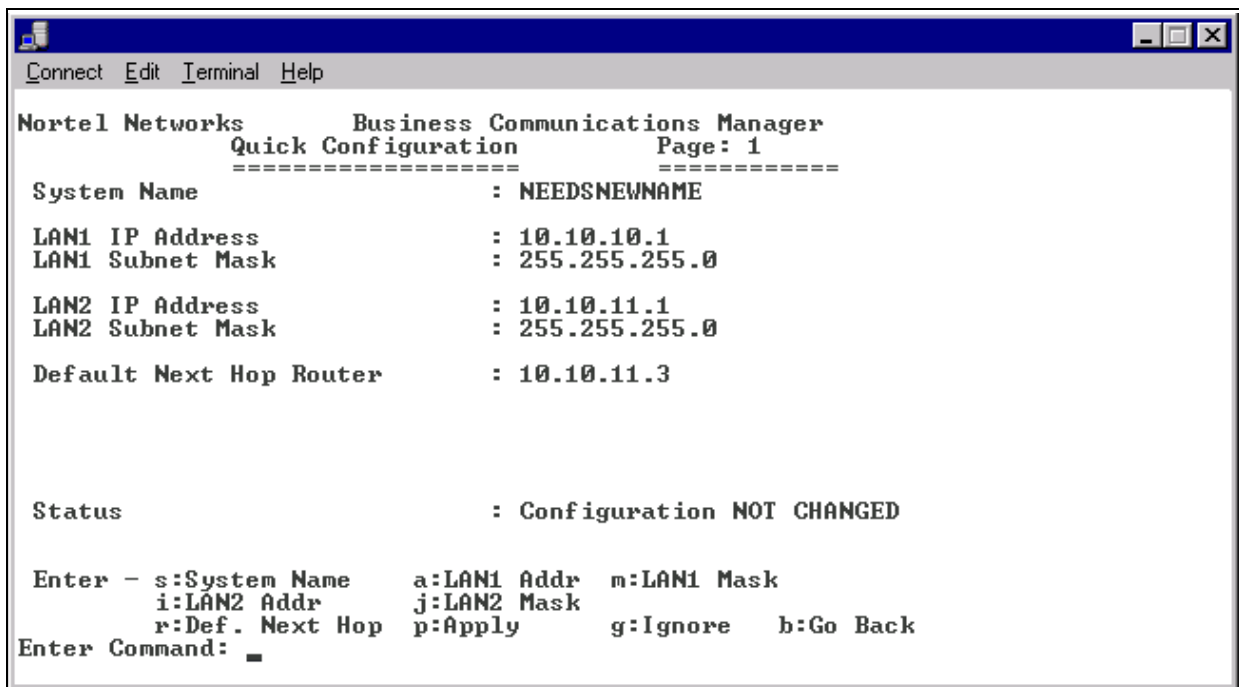 Connect Edit Terminal Help
Nortel Networks Business Communications Manager
Quick Configuration Page: 1
=================== ============
System Name : NEEDSNEWNAME
LAN1 IP Address : 10.10.10.1
LAN1 Subnet Mask : 255.255.255.0
LAN2 IP Address : 10.10.11.1
LAN2 Subnet Mask : 255.255.255.0
Default Next Hop Router : 10.10.11.3
Status : Configuration NOT CHANGED
Enter - s:System Name a:LAN1 Addr m:LAN1 Mask
i:LAN2 Addr j:LAN2 Mask
r:Def. Next Hop p:Apply g:Ignore b:Go Back
Enter Command: _